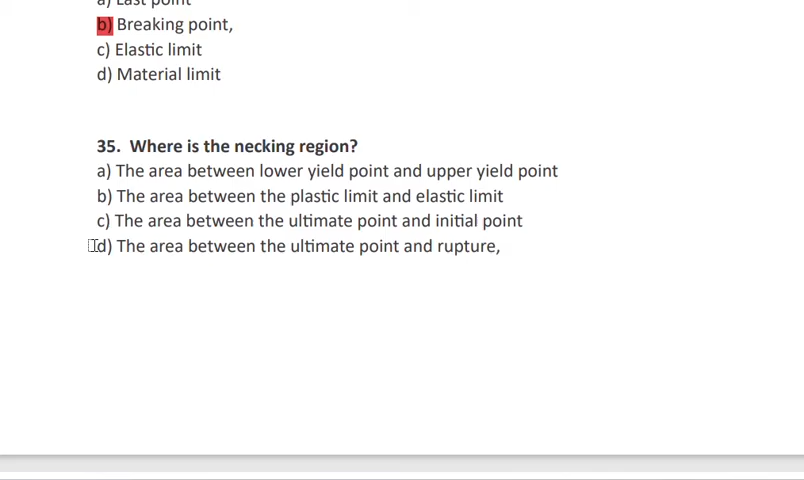 a) Last point
b) Breaking point,
c) Elastic limit
d) Material limit
35. Where is the necking region?
a) The area between lower yield point and upper yield point
b) The area between the plastic limit and elastic limit
c) The area between the ultimate point and initial point
d) The area between the ultimate point and rupture,